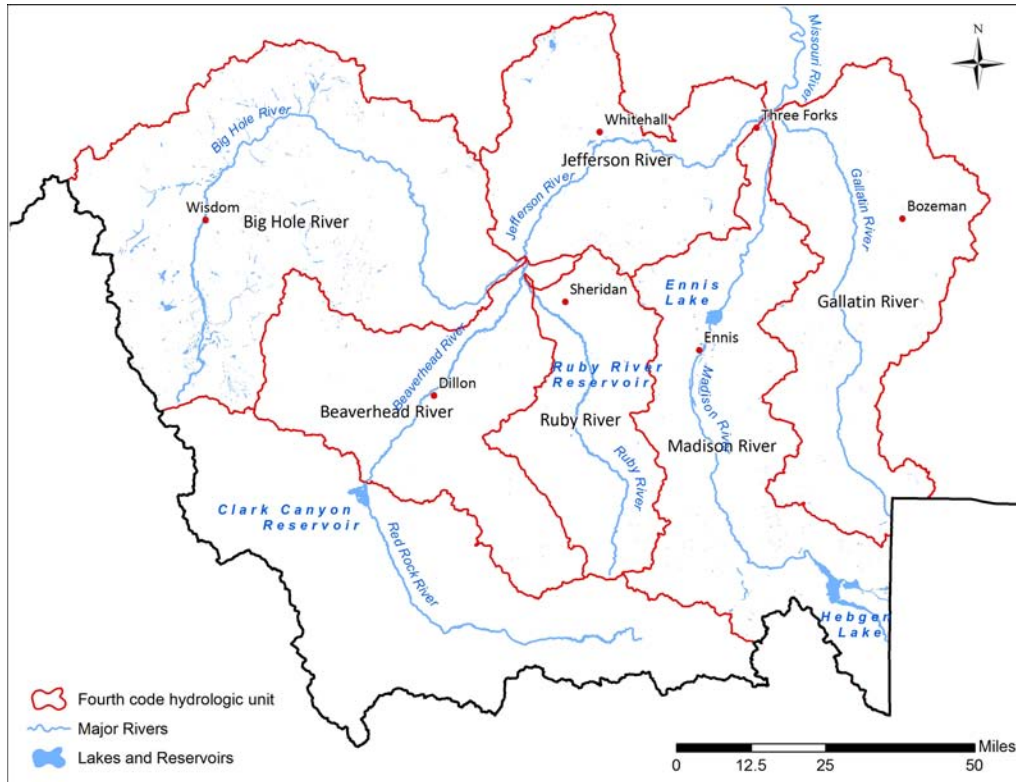 Missouri River
N
Three Forks
Whitehall
Jefferson River
Jefferson River
Big Hole River
Wisdom
Big Hole River
Gallatin River
Bozeman
Gallatin River
Sheridan
Ennis
Lake
Ennis
Madison River
Madison River
Ruby River
Reservoir
Ruby River
Ruby River
Beaverhead River
Dillon
Beaverhead River
Clark Canyon
Reservoir
Red Rock River
Hebgen
Lake
Fourth code hydrologic unit
Major Rivers
Lakes and Reservoirs
Miles
0 12.5 25 50